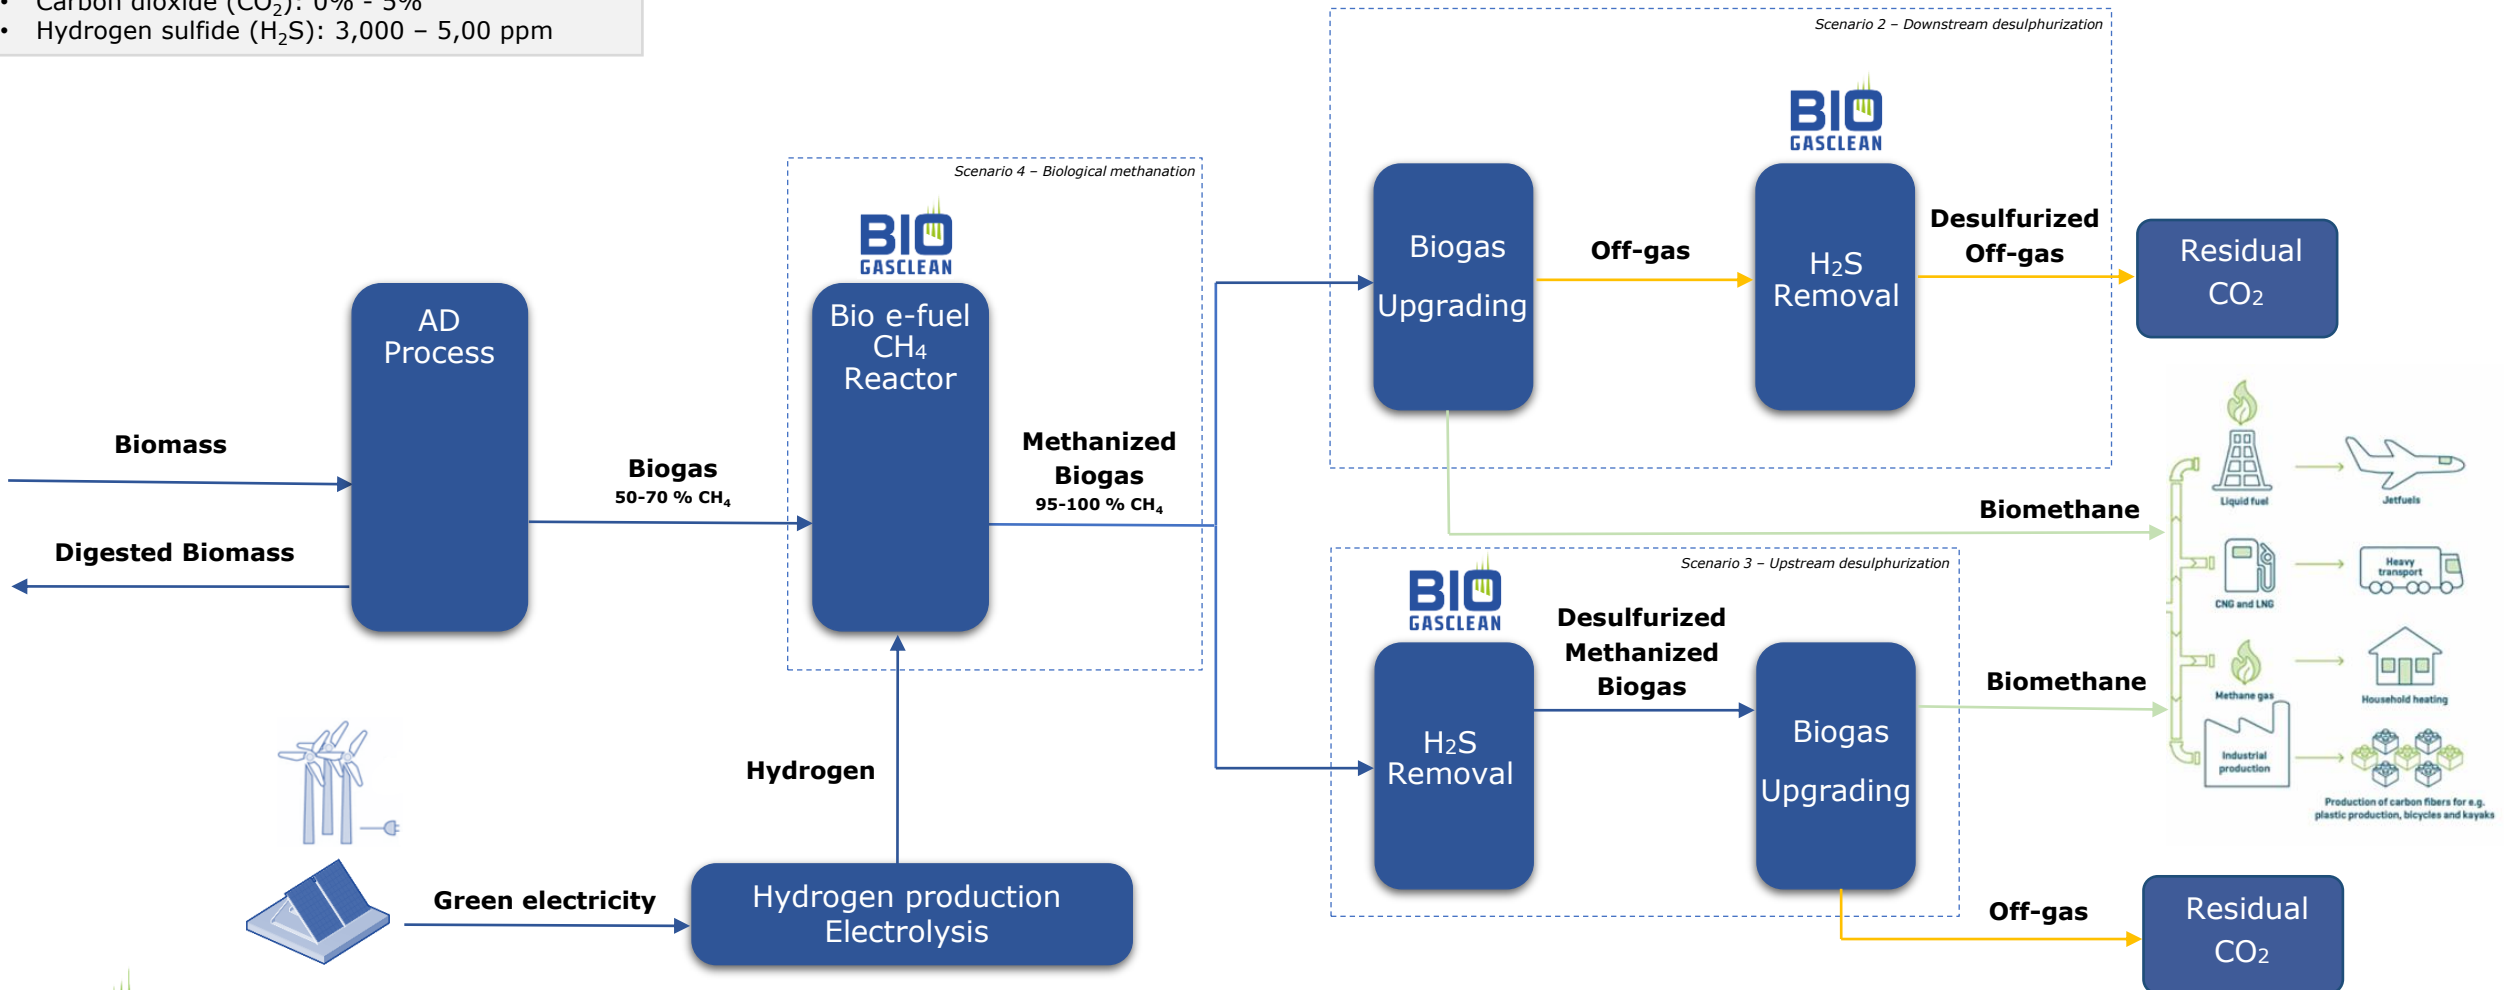 • Carbon dioxide (CO₂): 0% - 5%
• Hydrogen sulfide (H₂S): 3,000 – 5,00 ppm
Scenario 2 – Downstream desulphurization
BIO
GASCLEAN
Biogas
Upgrading
Off-gas
H₂S
Removal
Desulfurized
Off-gas
Residual
CO₂
Scenario 4 – Biological methanation
BIO
GASCLEAN
AD
Process
Bio e-fuel
CH₄
Reactor
Biomass
Digested Biomass
Biogas
50-70 % CH₄
Methanized
Biogas
95-100 % CH₄
Biomethane
Liquid fuel
Jetfuels
CNG and LNG
Heavy
transport
Methane gas
Household heating
Industrial
production
Production of carbon fibers for e.g.
plastic production, bicycles and kayaks
Scenario 3 – Upstream desulphurization
BIO
GASCLEAN
H₂S
Removal
Desulfurized
Methanized
Biogas
Biogas
Upgrading
Biomethane
Off-gas
Residual
CO₂
Hydrogen
Green electricity
Hydrogen production
Electrolysis